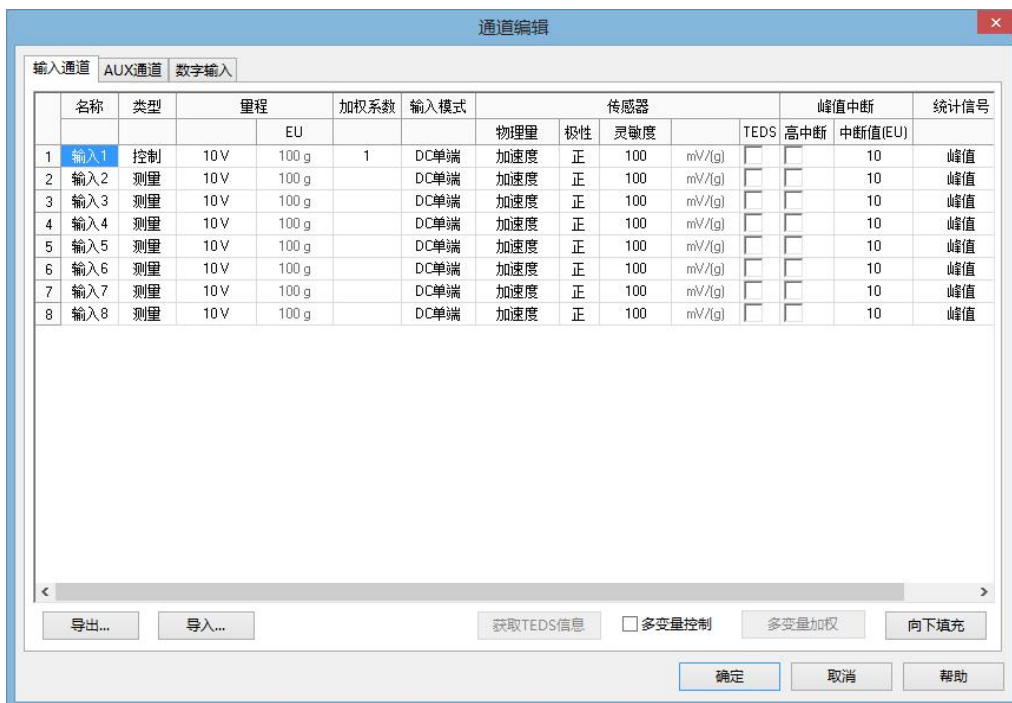 通道编辑
输入通道 AUX通道 数字输入
名称 类型 量程 加权系数 输入模式 传感器 峰值中断 统计信号
EU 物理量 极性 灵敏度 TEDS 高中断 中断值(EU)
1 输入1 控制 10 V 100 g 1 DC单端 加速度 正 100 mV/(g) 10 峰值
2 输入2 测量 10 V 100 g DC单端 加速度 正 100 mV/(g) 10 峰值
3 输入3 测量 10 V 100 g DC单端 加速度 正 100 mV/(g) 10 峰值
4 输入4 测量 10 V 100 g DC单端 加速度 正 100 mV/(g) 10 峰值
5 输入5 测量 10 V 100 g DC单端 加速度 正 100 mV/(g) 10 峰值
6 输入6 测量 10 V 100 g DC单端 加速度 正 100 mV/(g) 10 峰值
7 输入7 测量 10 V 100 g DC单端 加速度 正 100 mV/(g) 10 峰值
8 输入8 测量 10 V 100 g DC单端 加速度 正 100 mV/(g) 10 峰值
导出... 导入... 获取TEDS信息 多变量控制 多变量加权 向下填充
确定 取消 帮助